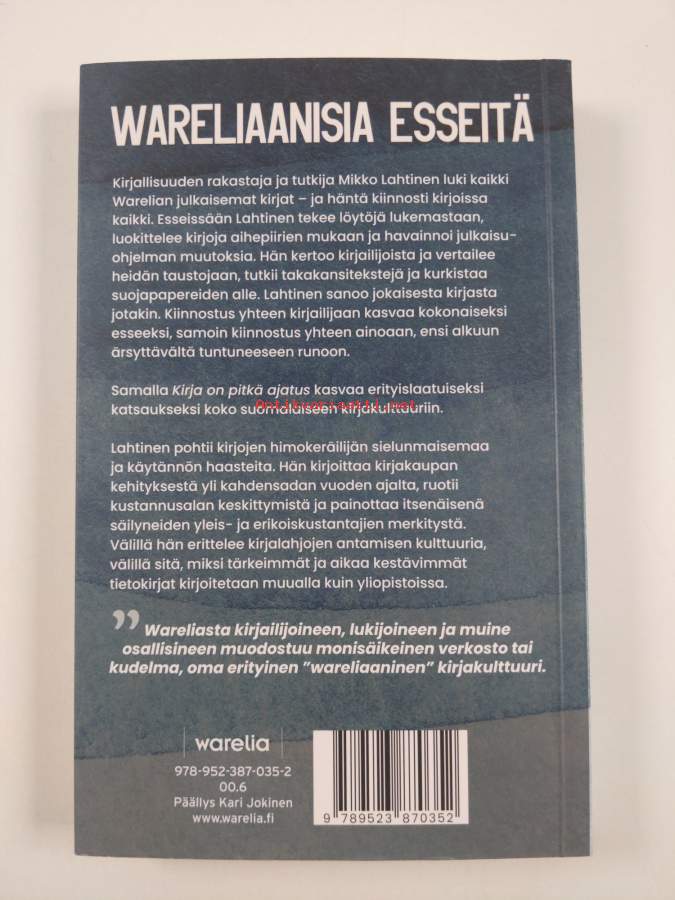 WARELIAANISIA ESSEITÄ
Kirjallisuuden rakastaja ja tutkija Mikko Lahtinen luki kaikki
Warelian julkaisemat kirjat – ja häntä kiinnosti kirjoissa
kaikki. Esseissään Lahtinen tekee löytöjä lukemastaan,
luokittelee kirjoja aihepiirien mukaan ja havainnoi julkaisu-
ohjelman muutoksia. Hän kertoo kirjailijoista ja vertailee
heidän taustojaan, tutkii takakansitekstejä ja kurkistaa
suojapapereiden alle. Lahtinen sanoo jokaisesta kirjasta
jotakin. Kiinnostus yhteen kirjailijaan kasvaa kokonaiseksi
esseeksi, samoin kiinnostus yhteen ainoaan, ensi alkuun
ärsyttävältä tuntuneeseen runoon.
Samalla Kirja on pitkä ajatus kasvaa erityislaatuiseksi
katsaukseksi koko suomalaiseen kirjakulttuuriin.
Antikvariaatti.net
Lahtinen pohtii kirjojen himokeräilijän sielunmaisemaa
ja käytännön haasteita. Hän kirjoittaa kirjakaupan
kehityksestä yli kahdensadan vuoden ajalta, ruotii
kustannusalan keskittymistä ja painottaa itsenäisenä
säilyneiden yleis- ja erikoiskustantajien merkitystä.
Välillä hän erittelee kirjalahjojen antamisen kulttuuria,
välillä sitä, miksi tärkeimmät ja aikaa kestävimmät
tietokirjat kirjoitetaan muualla kuin yliopistoissa.
” Wareliasta kirjailijoineen, lukijoineen ja muine
osallisineen muodostuu monisäikeinen verkosto tai
kudelma, oma erityinen ”wareliaaninen” kirjakulttuuri.
warelia
978-952-387-035-2
00.6
Päällys Kari Jokinen
www.warelia.fi
9 789523 870352